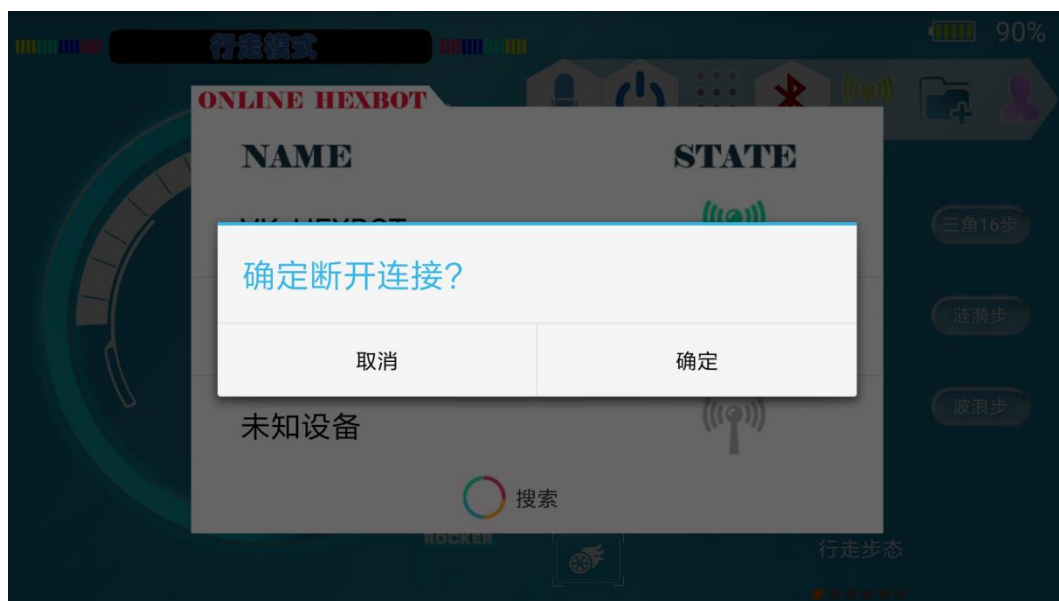 行走模式
90%
ONLINE HEXBOT
NAME STATE
确定断开连接?
取消 确定
未知设备
搜索
三角16步
涟漪步
波浪步
ROCKER
行走步态